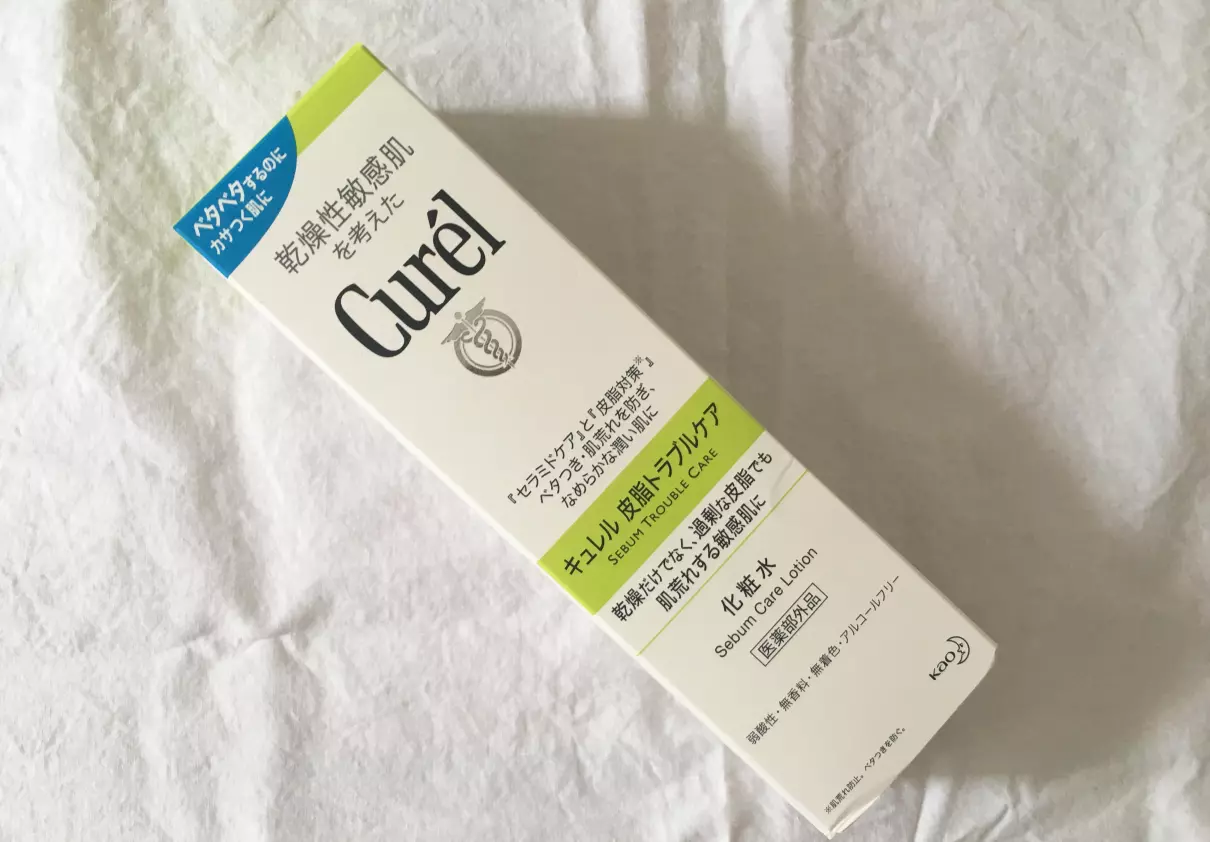 ベタベタするのに
カサつく肌に
乾燥性敏感肌
を考えた
Curél
『セラミドケア』と『皮脂対策※』
ベタつき・肌荒れを防ぎ、
なめらかな潤い肌に
キュレル 皮脂トラブルケア
SEBUM TROUBLE CARE
乾燥だけでなく、過剰な皮脂でも
肌荒れする敏感肌に
化粧水
Sebum Care Lotion
医薬部外品
弱酸性・無香料・無着色・アルコールフリー
kao
※肌荒れ防止。ベタつきを防ぐ。